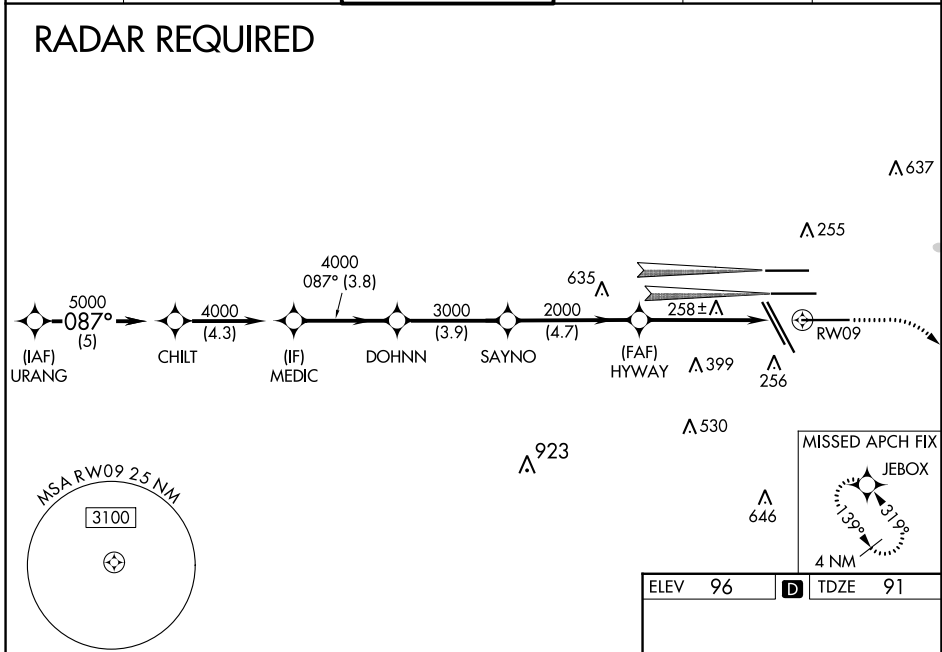 RADAR REQUIRED
637
255
4000
087° (3.8)
635
5000
087°
(5)
4000
(4.3)
3000
(3.9)
2000
(4.7)
258±
RW09
(IAF)
URANG
CHILT
(IF)
MEDIC
DOHNN
SAYNO
(FAF)
HYWAY
399
256
530
923
646
MISSED APCH FIX
JEBOX
139°
319°
4 NM
MSA RW09 25 NM
3100
ELEV 96 D TDZE 91